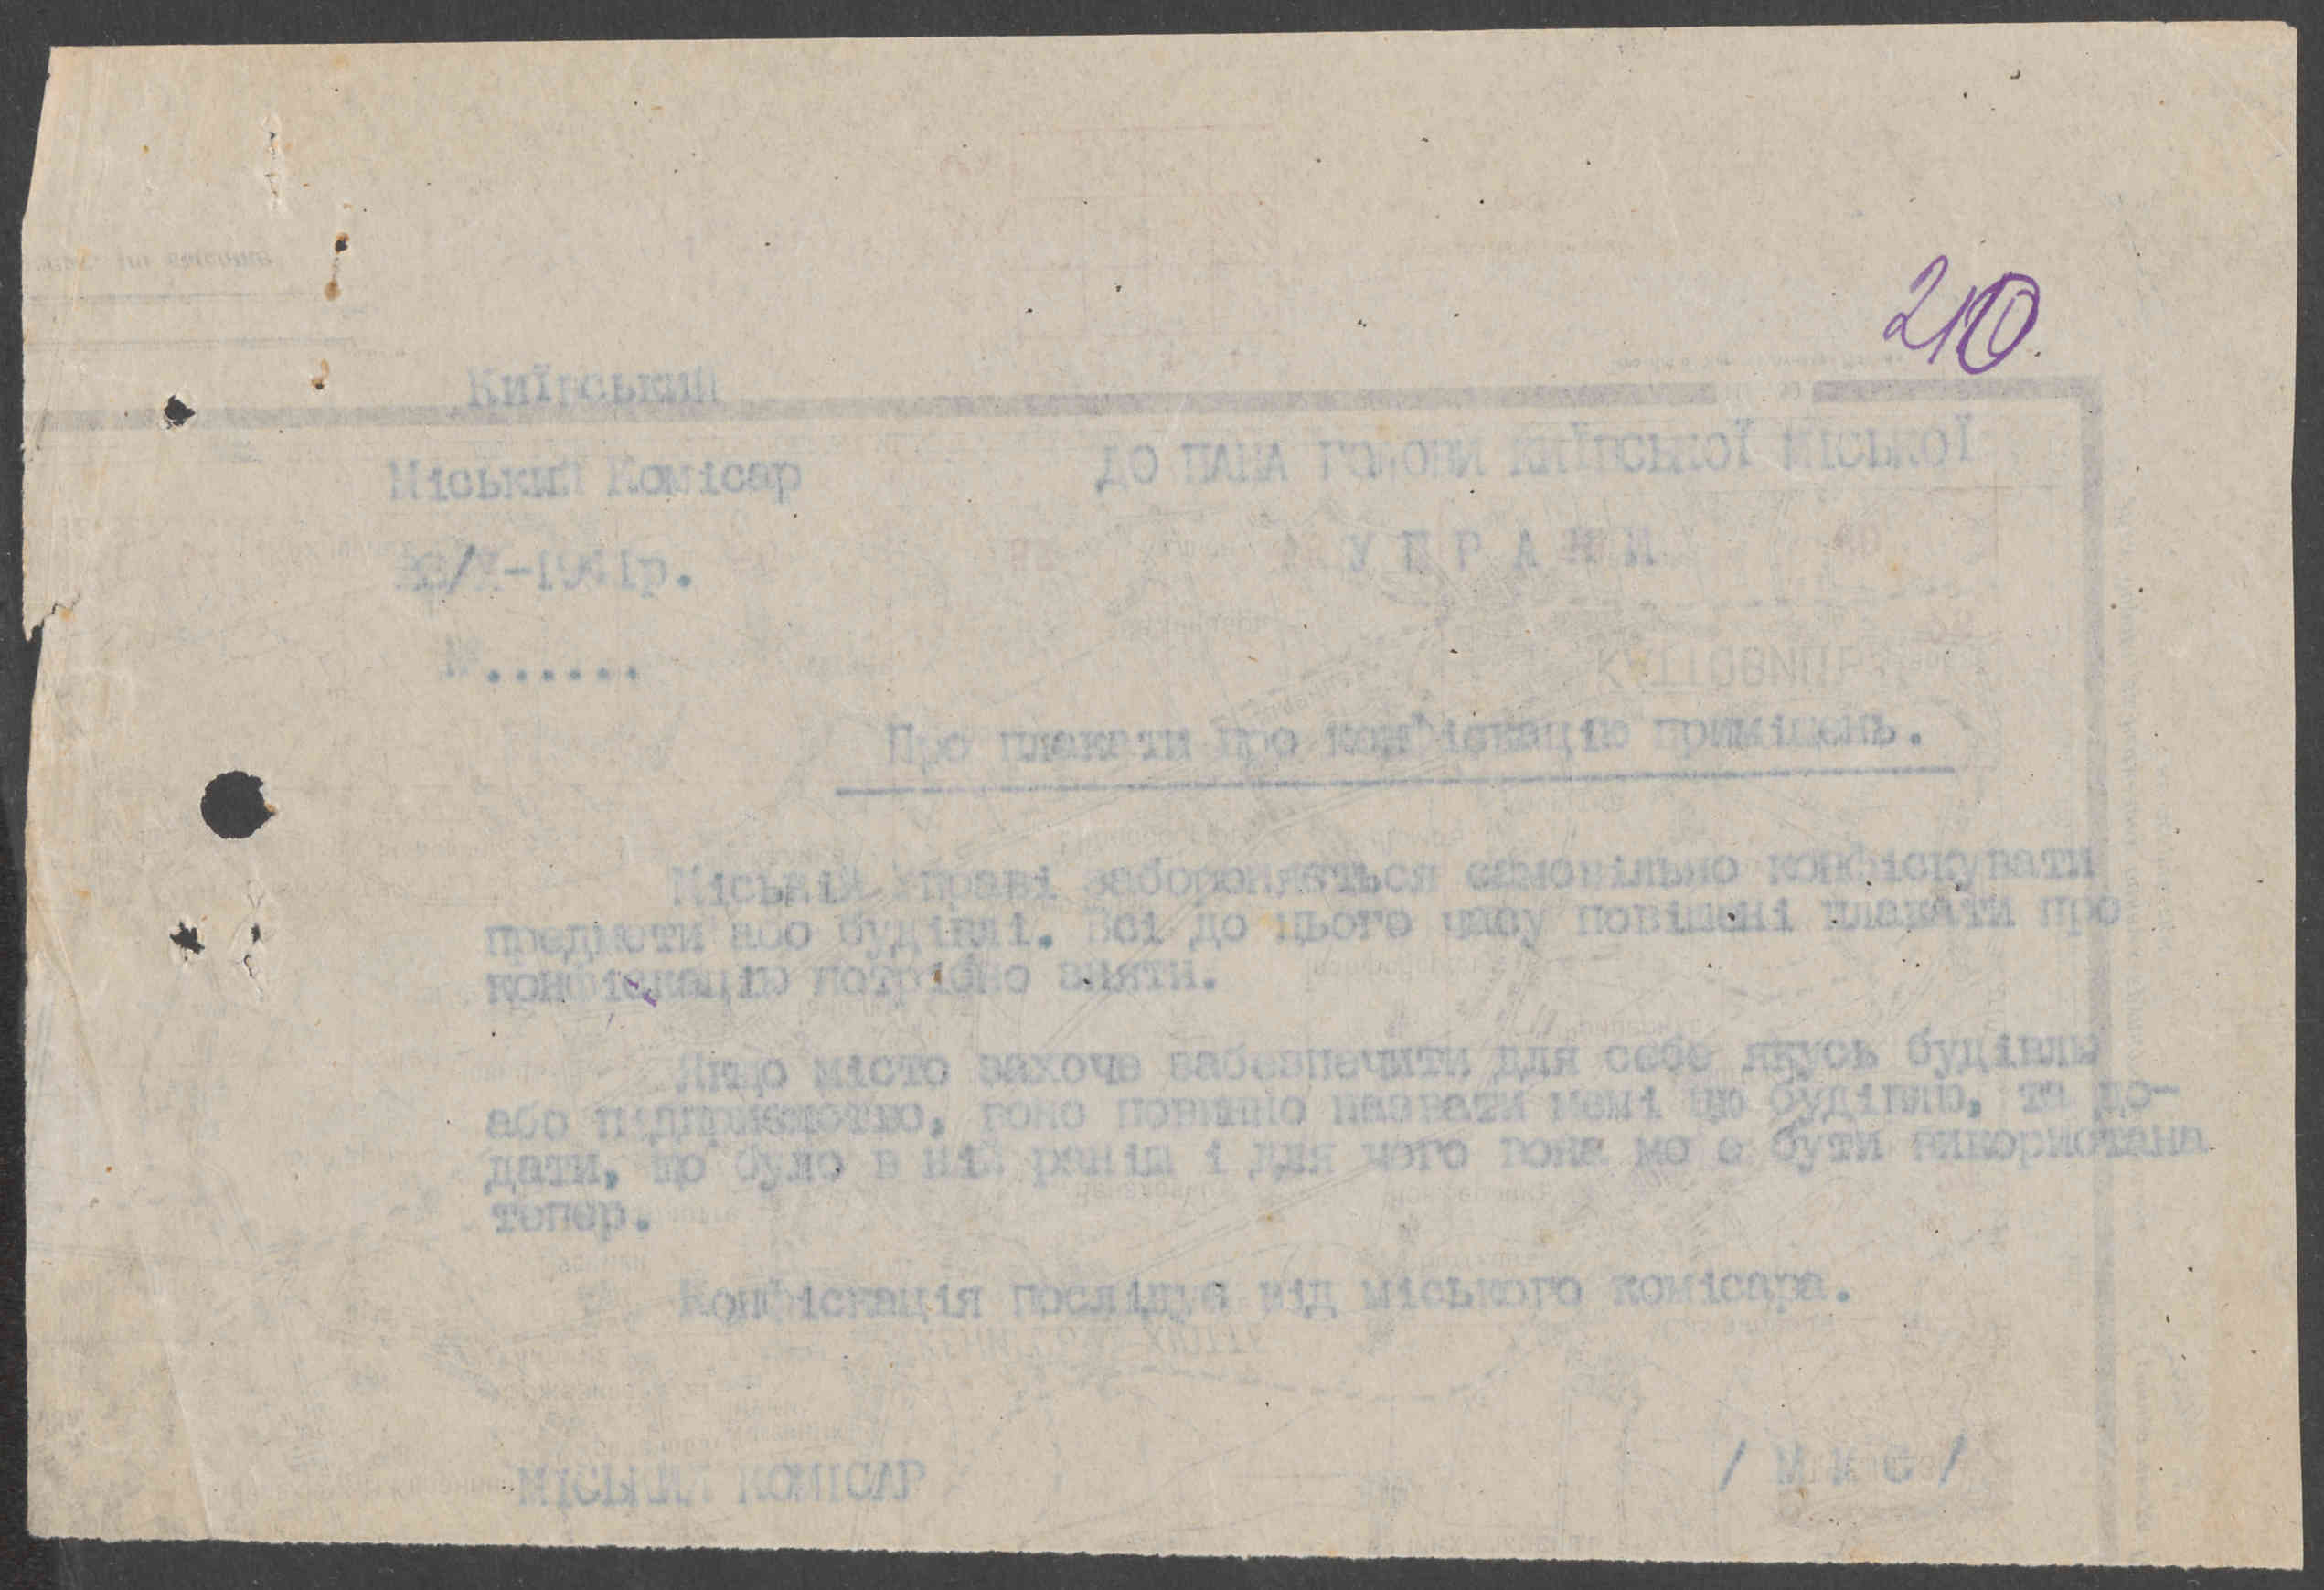 210
Київський
Міський Комісар
ДО ПАНА ГОЛОВИ КИЇВСЬКОЇ МІСЬКОЇ
-1941р.
УПРАВИ
№......
Про плакати про конфіскацію приміщень.
Міській Управі забороняється самовільно конфіскувати
предмети або будівлі. Всі до цього часу повішені плакати про
конфіскацію потрібно зняти.
Якщо місто захоче забезпечити для себе якусь будівлю
або підприємство, воно повинно назвати мені цю будівлю, та до-
дати, що було в ній раніш і для чого вона мо е бути використана
тепер.
Конфіскація послідує від міського комісара.
МІСЬКИЙ КОМІСАР